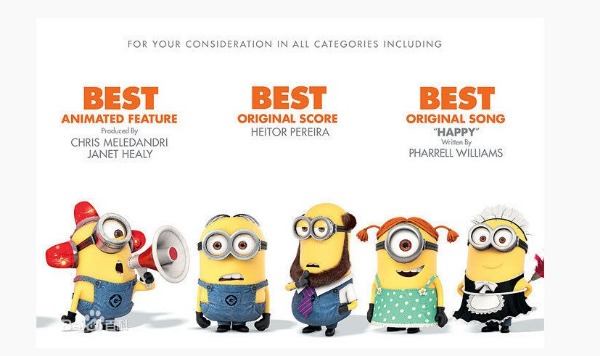 FOR YOUR CONSIDERATION IN ALL CATEGORIES INCLUDING
BEST
ANIMATED FEATURE
Produced By
CHRIS MELEDANDRI
JANET HEALY
BEST
ORIGINAL SCORE
HEITOR PEREIRA
BEST
ORIGINAL SONG
"HAPPY"
Written By
PHARRELL WILLIAMS